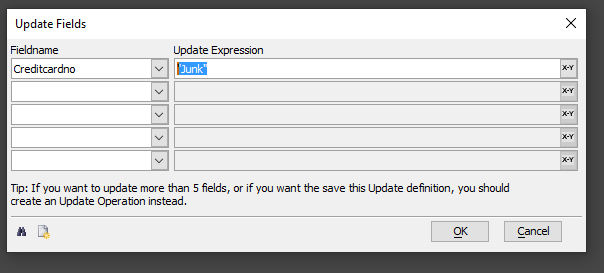 Update Fields
Fieldname Update Expression
Creditcardno "Junk" X-Y
X-Y
X-Y
X-Y
X-Y
Tip: If you want to update more than 5 fields, or if you want the save this Update definition, you should
create an Update Operation instead.
OK Cancel